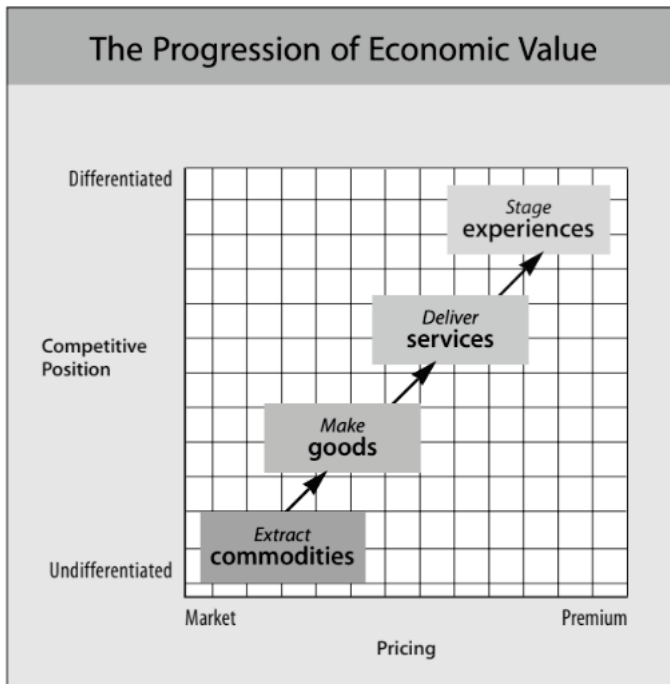 The Progression of Economic Value
Differentiated
Stage
experiences
Deliver
services
Competitive
Position
Make
goods
Extract
commodities
Undifferentiated
Market
Premium
Pricing